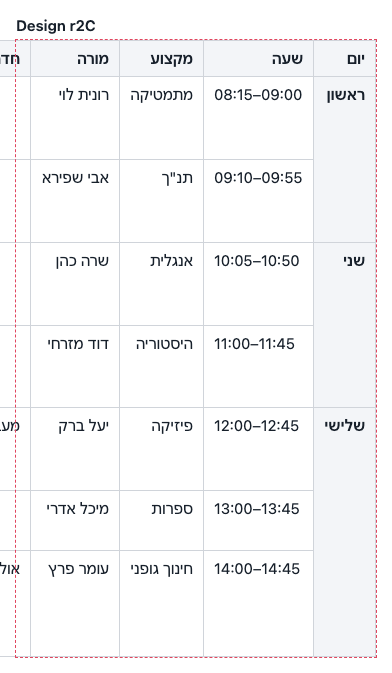 Design r2C
יום שעה מקצוע מורה
ראשון 08:15–09:00 מתמטיקה רונית לוי
09:10–09:55 תנ"ך אבי שפירא
שני 10:05–10:50 אנגלית שרה כהן
11:00–11:45 היסטוריה דוד מזרחי
שלישי 12:00–12:45 פיזיקה יעל ברק
13:00–13:45 ספרות מיכל אדרי
14:00–14:45 חינוך גופני עומר פרץ